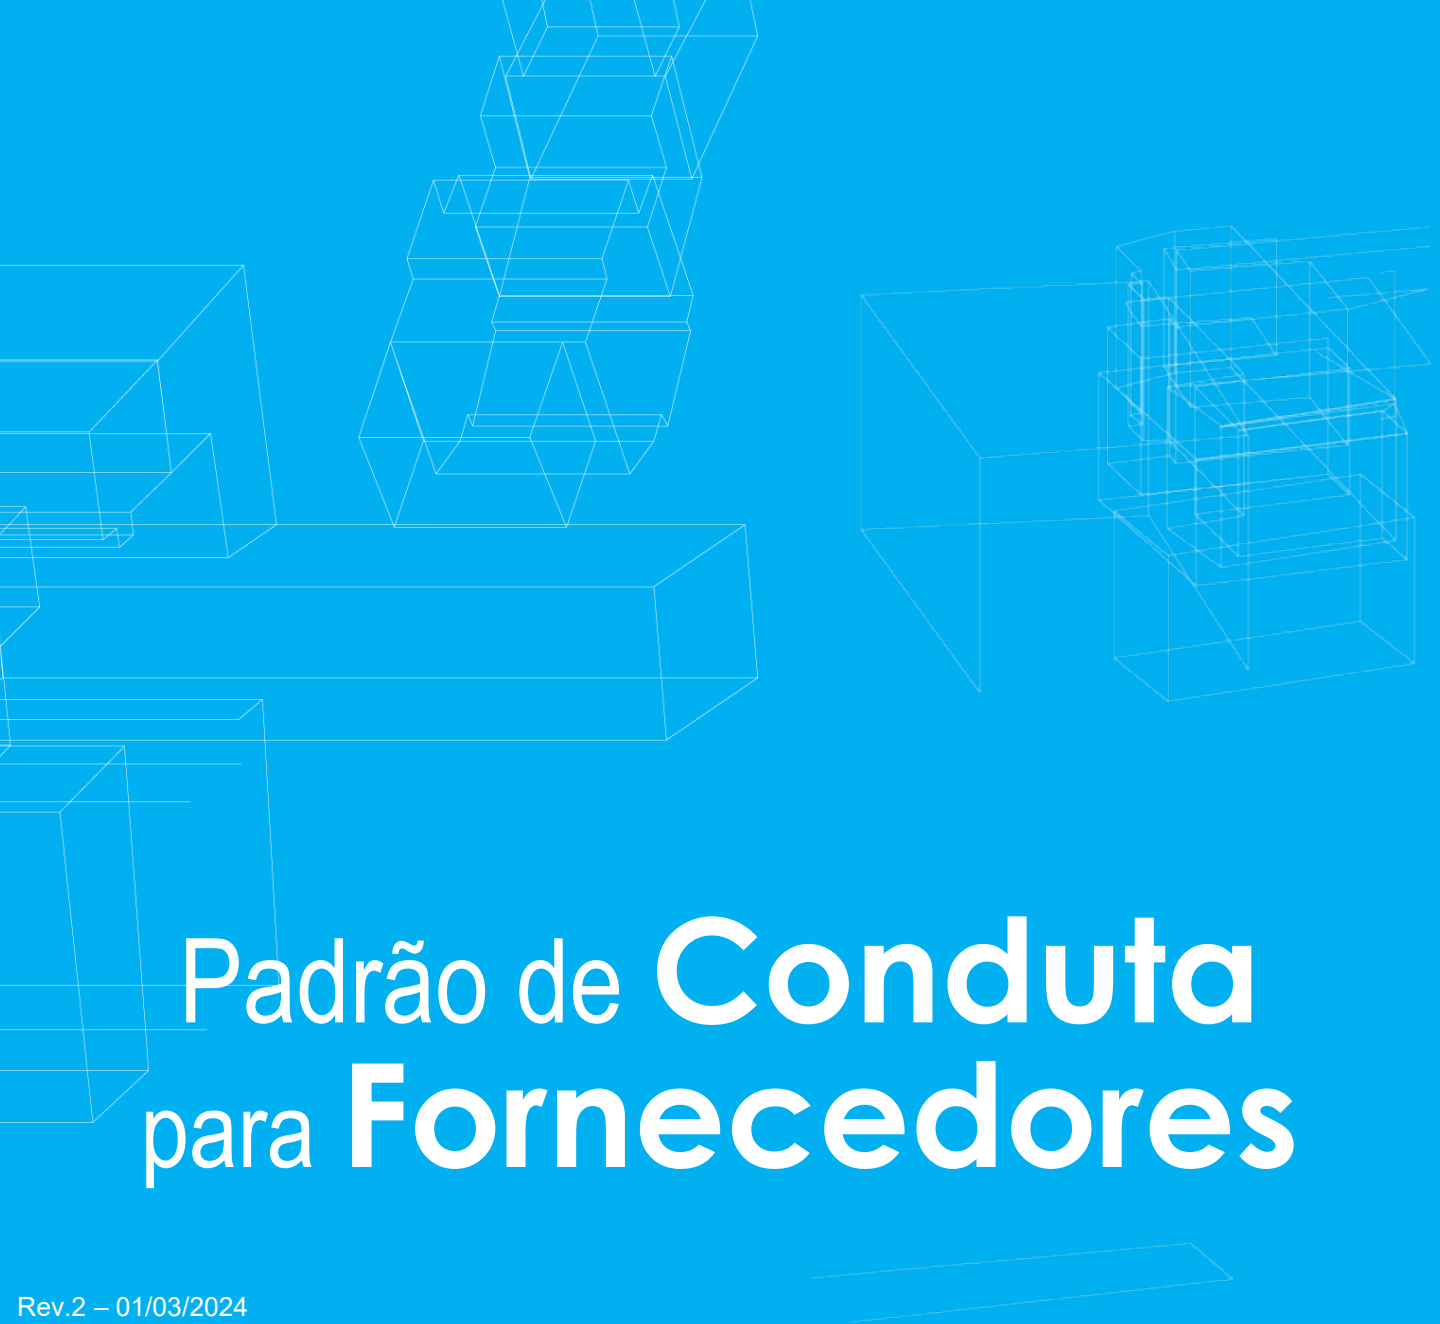 Padrão de Conduta
para Fornecedores
Rev.2 – 01/03/2024